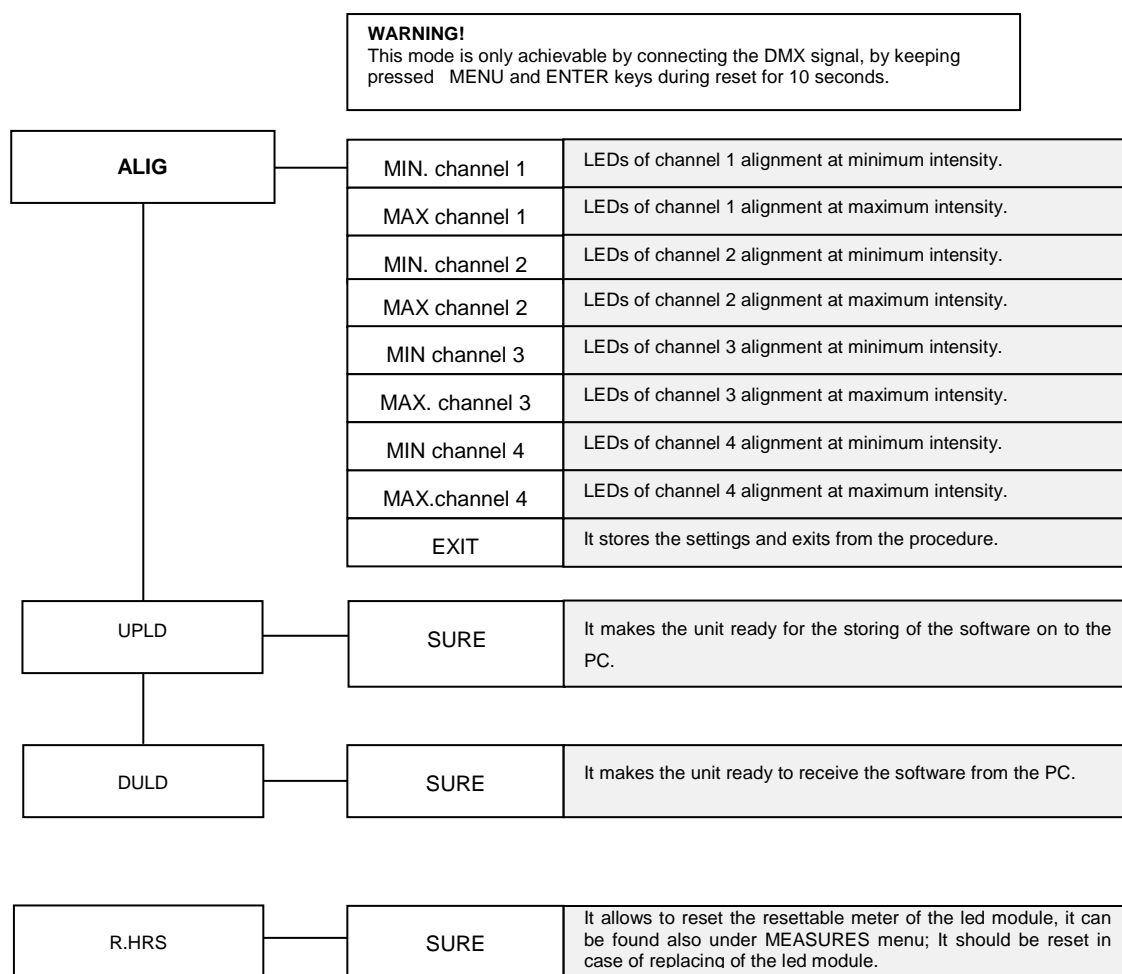 WARNING!
This mode is only achievable by connecting the DMX signal, by keeping
pressed MENU and ENTER keys during reset for 10 seconds.
ALIG
MIN. channel 1
LEDs of channel 1 alignment at minimum intensity.
MAX channel 1
LEDs of channel 1 alignment at maximum intensity.
MIN. channel 2
LEDs of channel 2 alignment at minimum intensity.
MAX channel 2
LEDs of channel 2 alignment at maximum intensity.
MIN channel 3
LEDs of channel 3 alignment at minimum intensity.
MAX. channel 3
LEDs of channel 3 alignment at maximum intensity.
MIN channel 4
LEDs of channel 4 alignment at minimum intensity.
MAX.channel 4
LEDs of channel 4 alignment at maximum intensity.
EXIT
It stores the settings and exits from the procedure.
UPLD
SURE
It makes the unit ready for the storing of the software on to the
PC.
DULD
SURE
It makes the unit ready to receive the software from the PC.
R.HRS
SURE
It allows to reset the resettable meter of the led module, it can
be found also under MEASURES menu; It should be reset in
case of replacing of the led module.